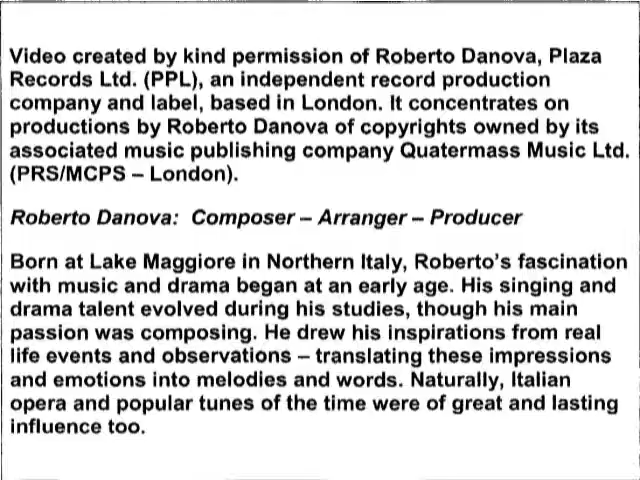 Video created by kind permission of Roberto Danova, Plaza
Records Ltd. (PPL), an independent record production
company and label, based in London. It concentrates on
productions by Roberto Danova of copyrights owned by its
associated music publishing company Quatermass Music Ltd.
(PRS/MCPS – London).
Roberto Danova: Composer – Arranger – Producer
Born at Lake Maggiore in Northern Italy, Roberto's fascination
with music and drama began at an early age. His singing and
drama talent evolved during his studies, though his main
passion was composing. He drew his inspirations from real
life events and observations – translating these impressions
and emotions into melodies and words. Naturally, Italian
opera and popular tunes of the time were of great and lasting
influence too.